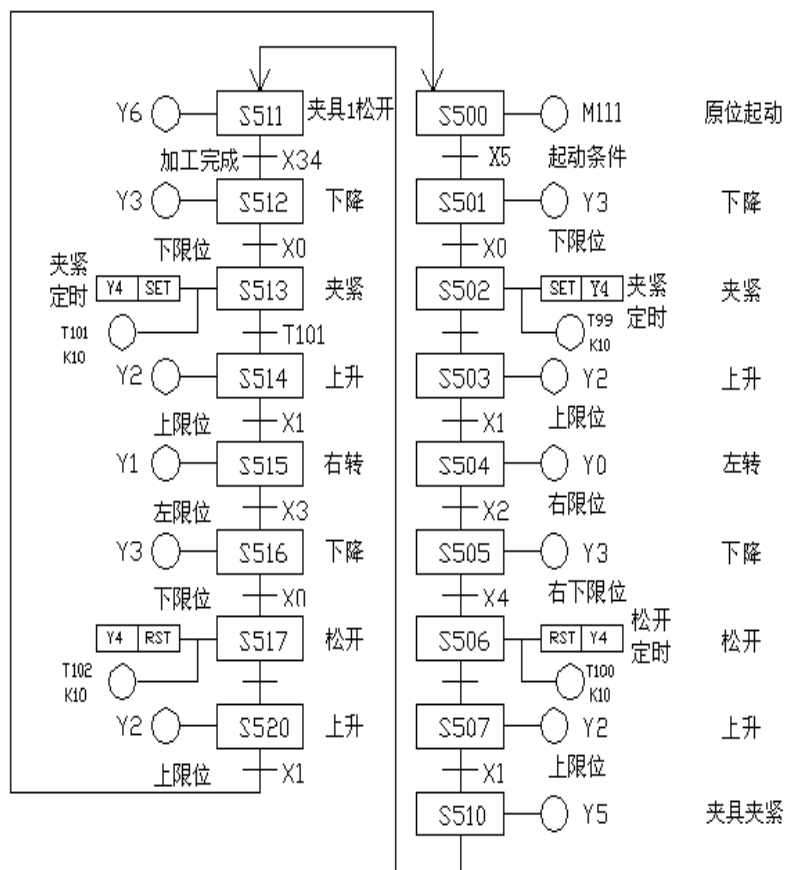 Y6 S511 夹具1松开
加工完成 X34
Y3 S512 下降
下限位 X0
夹紧
定时
Y4 SET S513 夹紧
T101
K10
T101
Y2 S514 上升
上限位 X1
Y1 S515 右转
左限位 X3
Y3 S516 下降
下限位 X0
Y4 RST S517 松开
T102
K10
Y2 S520 上升
上限位 X1
S500 M111 原位起动
X5 起动条件
S501 Y3 下降
X0 下限位
S502 SET Y4 夹紧
定时
夹紧
T99
K10
S503 Y2 上升
X1 上限位
S504 Y0 左转
X2 右限位
S505 Y3 下降
X4 右下限位
S506 RST Y4 松开
定时
松开
T100
K10
S507 Y2 上升
X1 上限位
S510 Y5 夹具夹紧